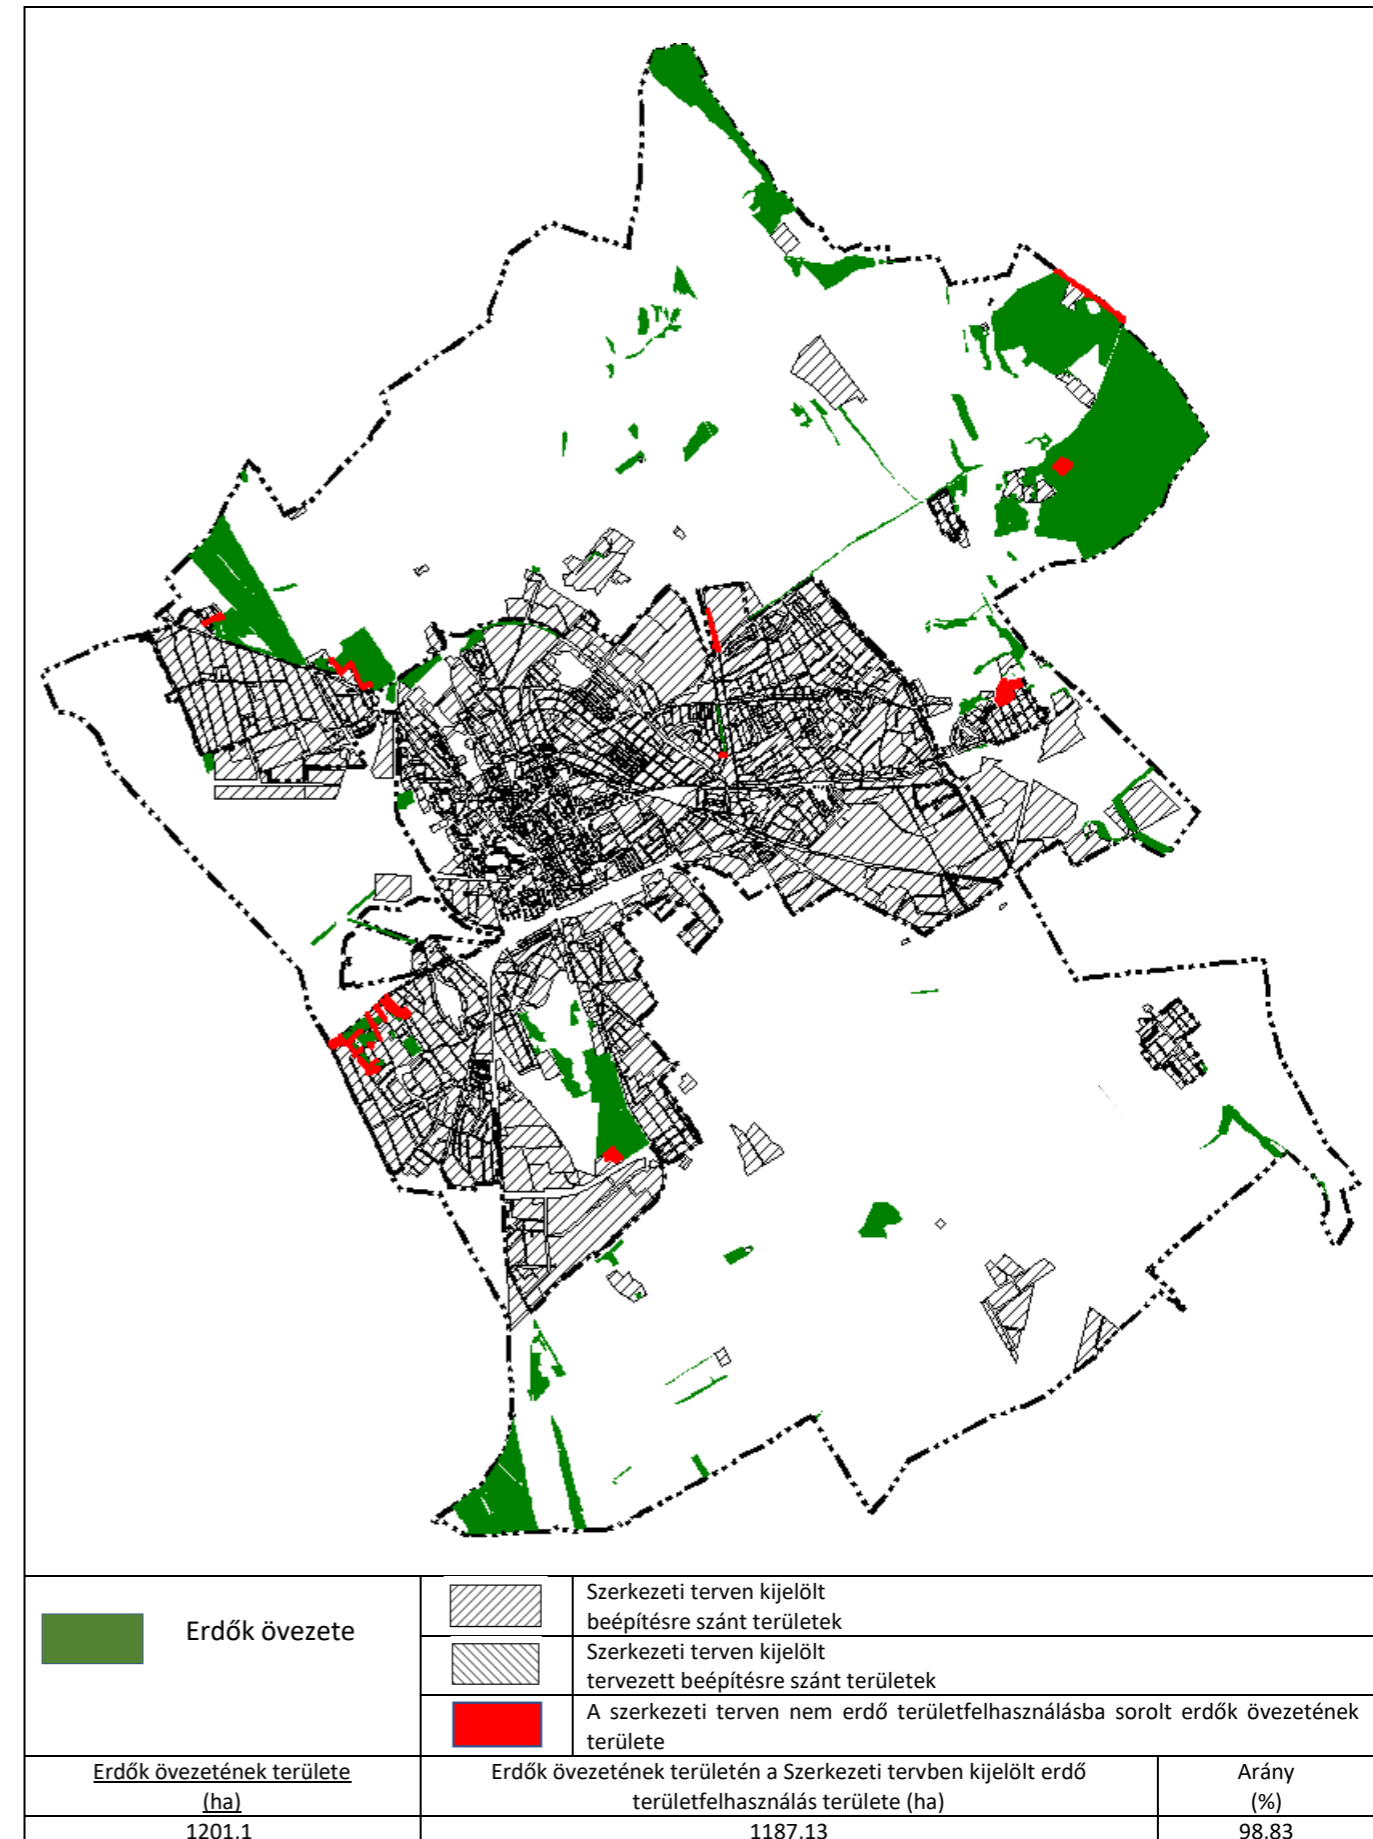 Erdők övezete
Szerkezeti terven kijelölt
beépítésre szánt területek
Szerkezeti terven kijelölt
tervezett beépítésre szánt területek
A szerkezeti terven nem erdő területfelhasználásba sorolt erdők övezetének
területe
Erdők övezetének területe
(ha)
Erdők övezetének területén a Szerkezeti tervben kijelölt erdő
területfelhasználás területe (ha)
Arány
(%)
1201.1
1187.13
98.83